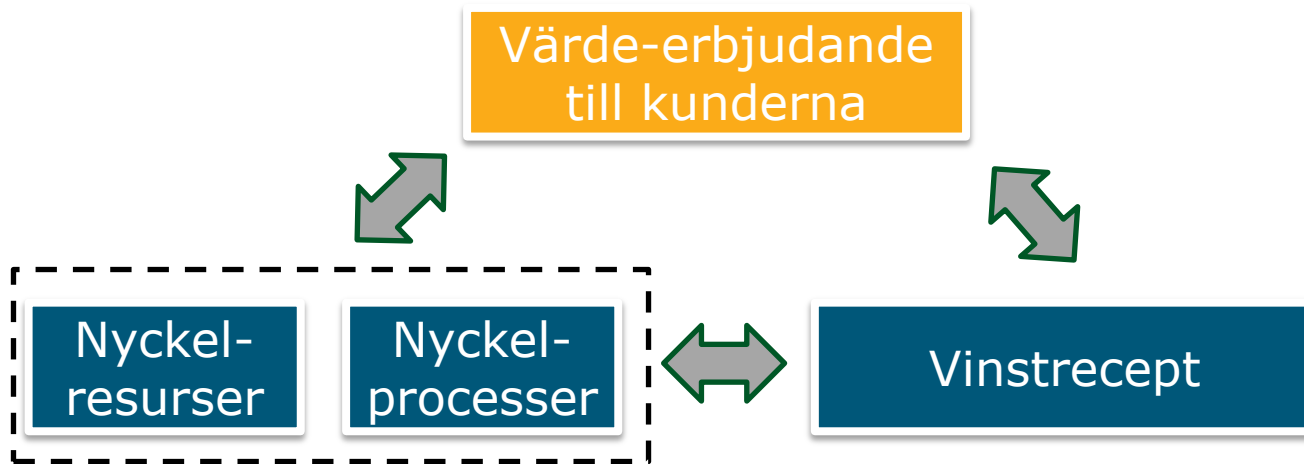 Värde-erbjudande
till kunderna
Nyckel-
resurser
Nyckel-
processer
Vinstrecept